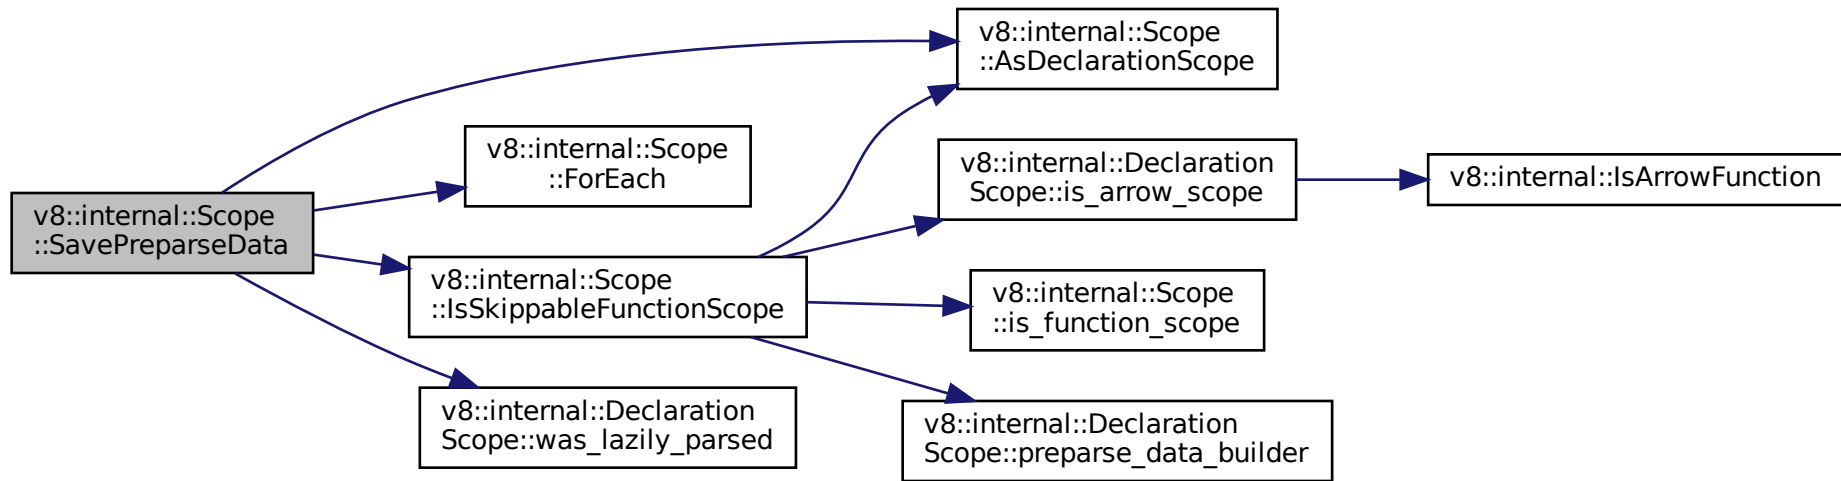 v8::internal::Scope
::AsDeclarationScope
v8::internal::Scope
::ForEach
v8::internal::Declaration
Scope::is_arrow_scope
v8::internal::IsArrowFunction
v8::internal::Scope
::SavePreparseData
v8::internal::Scope
::IsSkippableFunctionScope
v8::internal::Scope
::is_function_scope
v8::internal::Declaration
Scope::was_lazily_parsed
v8::internal::Declaration
Scope::preparse_data_builder